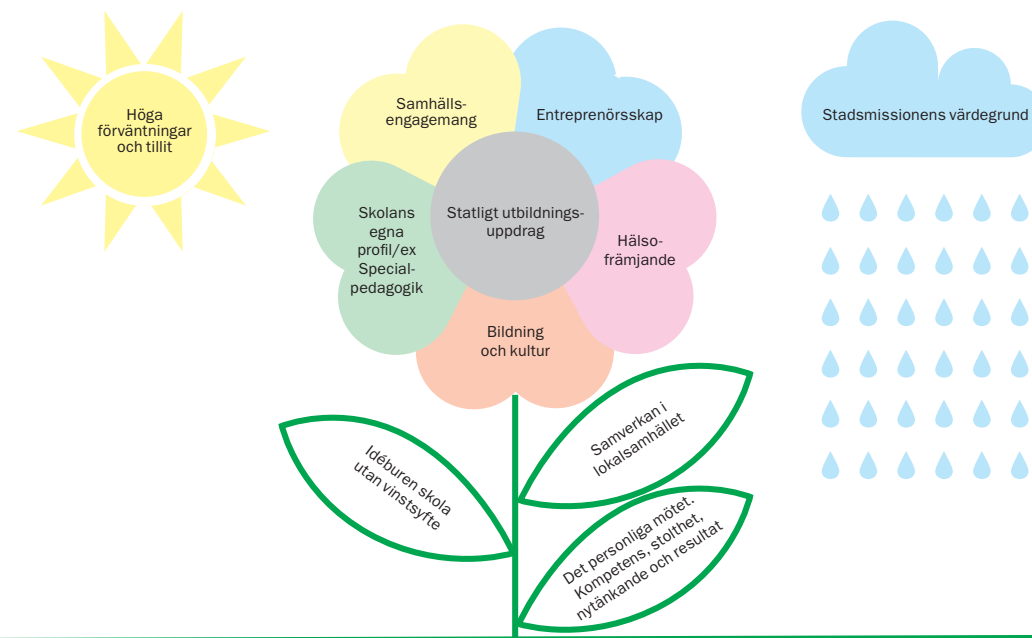 Höga
förväntningar
och tillit
Samhälls-
engagemang
Entreprenörsskap
Stadsmissionens värdegrund
Skolans
egna
profil/ex
Special-
pedagogik
Statligt utbildnings-
uppdrag
Hälso-
främjande
Bildning
och kultur
Idéburen skola
utan vinstsyfte
Samverkan i
lokalsamhället
Det personliga mötet.
Kompetens, stolthet,
nytänkande och resultat